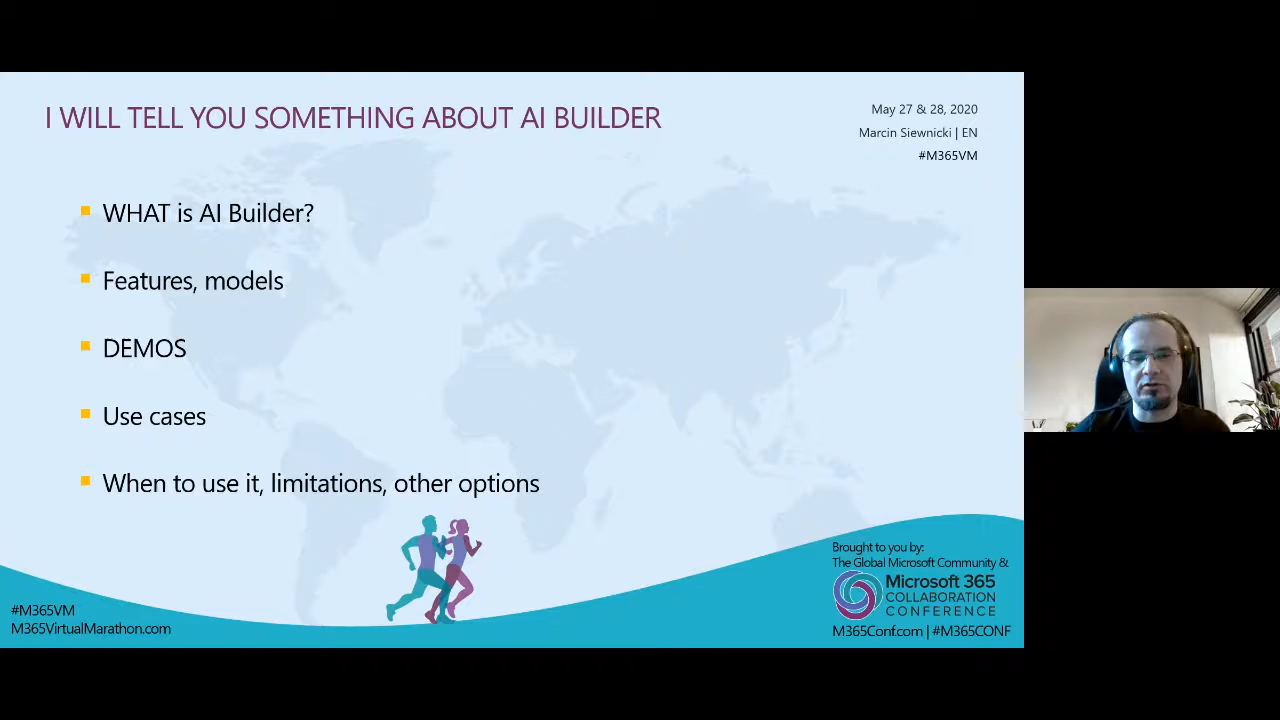 I WILL TELL YOU SOMETHING ABOUT AI BUILDER
May 27 & 28, 2020
Marcin Siewnicki | EN
#M365VM
WHAT is AI Builder?
Features, models
DEMOS
Use cases
When to use it, limitations, other options
#M365VM
M365VirtualMarathon.com
Brought to you by:
The Global Microsoft Community &
Microsoft 365
COLLABORATION
CONFERENCE
M365Conf.com | #M365CONF